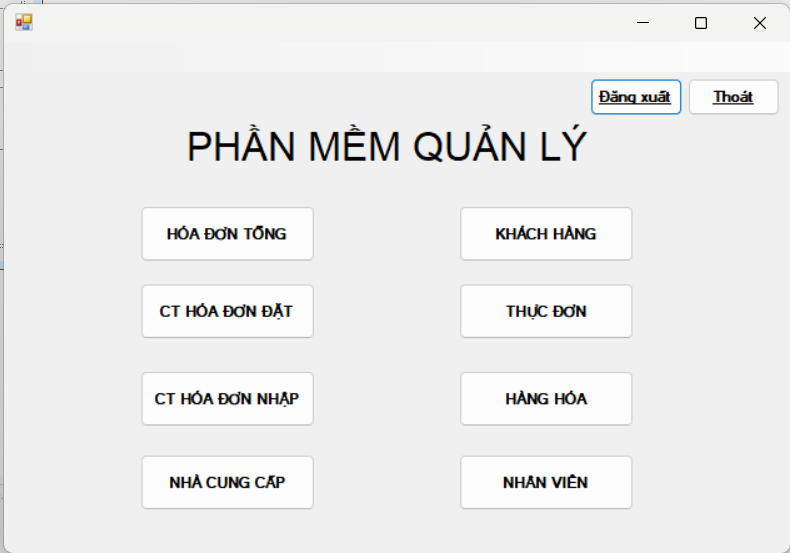 Đăng xuất Thoát
PHẦN MỀM QUẢN LÝ
HÓA ĐƠN TỔNG KHÁCH HÀNG
CT HÓA ĐƠN ĐẶT THỰC ĐƠN
CT HÓA ĐƠN NHẬP HÀNG HÓA
NHÀ CUNG CẤP NHÂN VIÊN